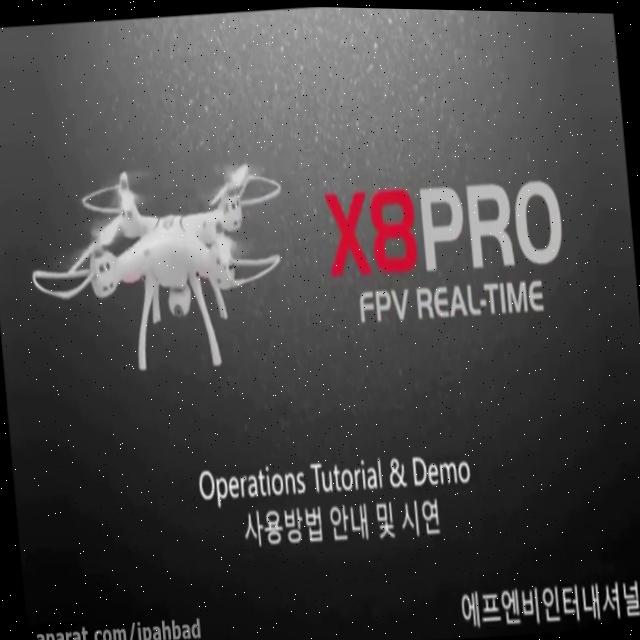 X8PRO
FPV REAL-TIME
Operations Tutorial & Demo
사용방법 안내 및 시연
에프엔비인터내셔널
aparat.com/ipahbad